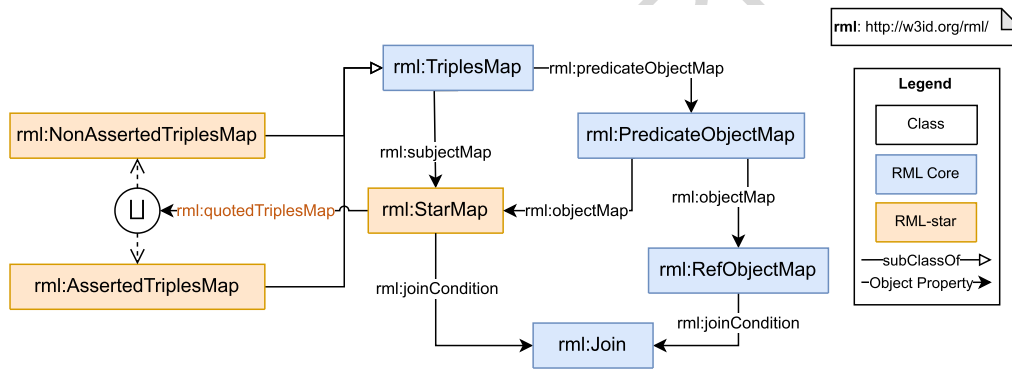 rml: http://w3id.org/rml/
rml:TriplesMap
rml:predicateObjectMap
Legend
Class
rml:NonAssertedTriplesMap
rml:PredicateObjectMap
rml:subjectMap
RML Core
rml:objectMap
⊔
rml:quotedTriplesMap
rml:StarMap
rml:objectMap
RML-star
subClassOf
rml:RefObjectMap
Object Property
rml:AssertedTriplesMap
rml:joinCondition
rml:joinCondition
rml:Join